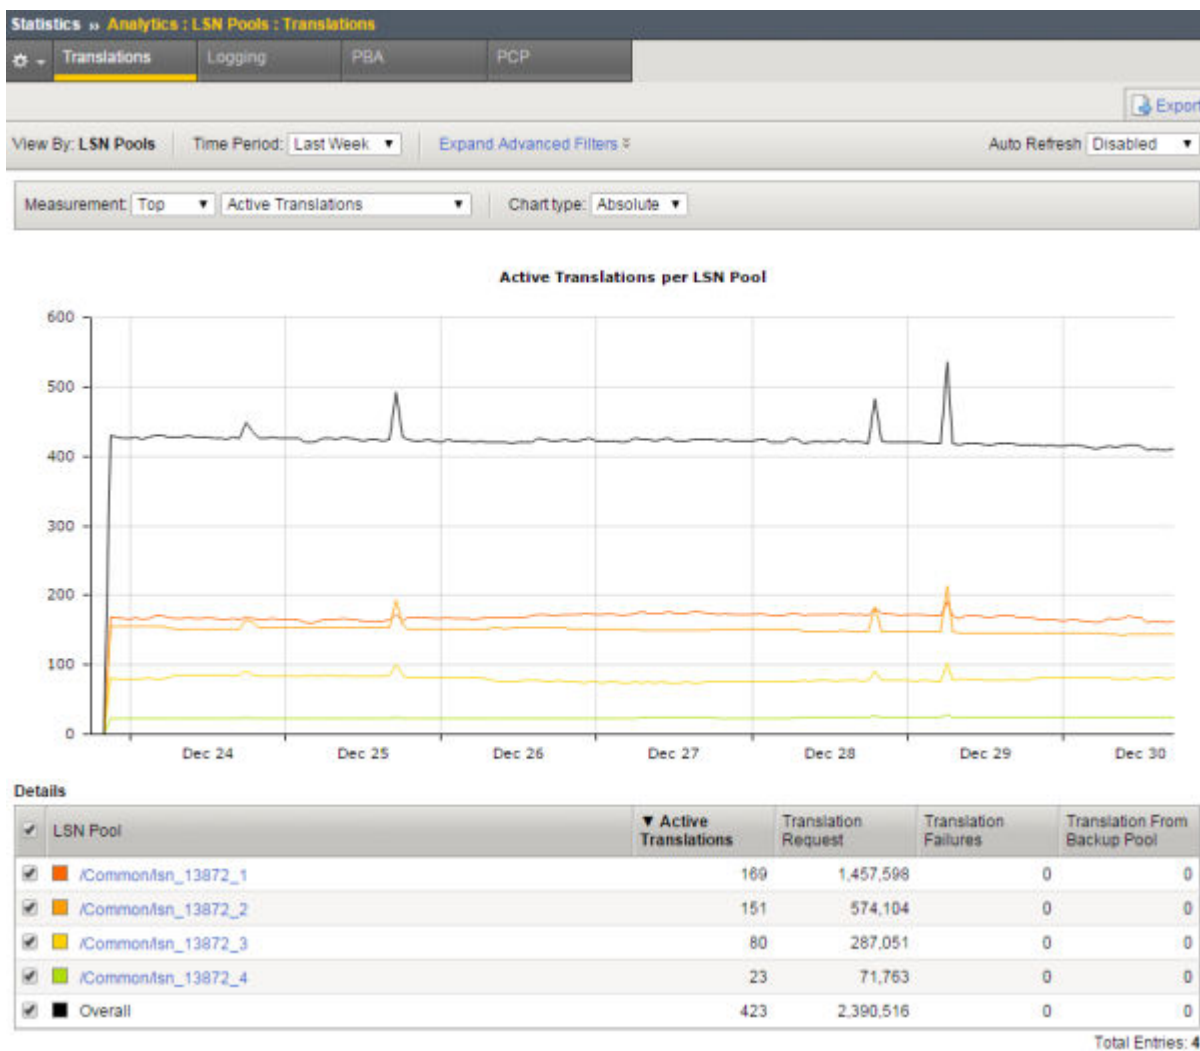 Statistics » Analytics : LSN Pools : Translations
Translations Logging PBA PCP
Export
View By: LSN Pools Time Period: Last Week Expand Advanced Filters Auto Refresh Disabled
Measurement: Top Active Translations Chart type: Absolute
Active Translations per LSN Pool
600
500
400
300
200
100
0
Dec 24 Dec 25 Dec 26 Dec 27 Dec 28 Dec 29 Dec 30
Details
LSN Pool ▼ Active Translations Translation Request Translation Failures Translation From Backup Pool
/Common/lsn_13872_1 169 1,457,598 0 0
/Common/lsn_13872_2 151 574,104 0 0
/Common/lsn_13872_3 80 287,051 0 0
/Common/lsn_13872_4 23 71,763 0 0
Overall 423 2,390,516 0 0
Total Entries: 4